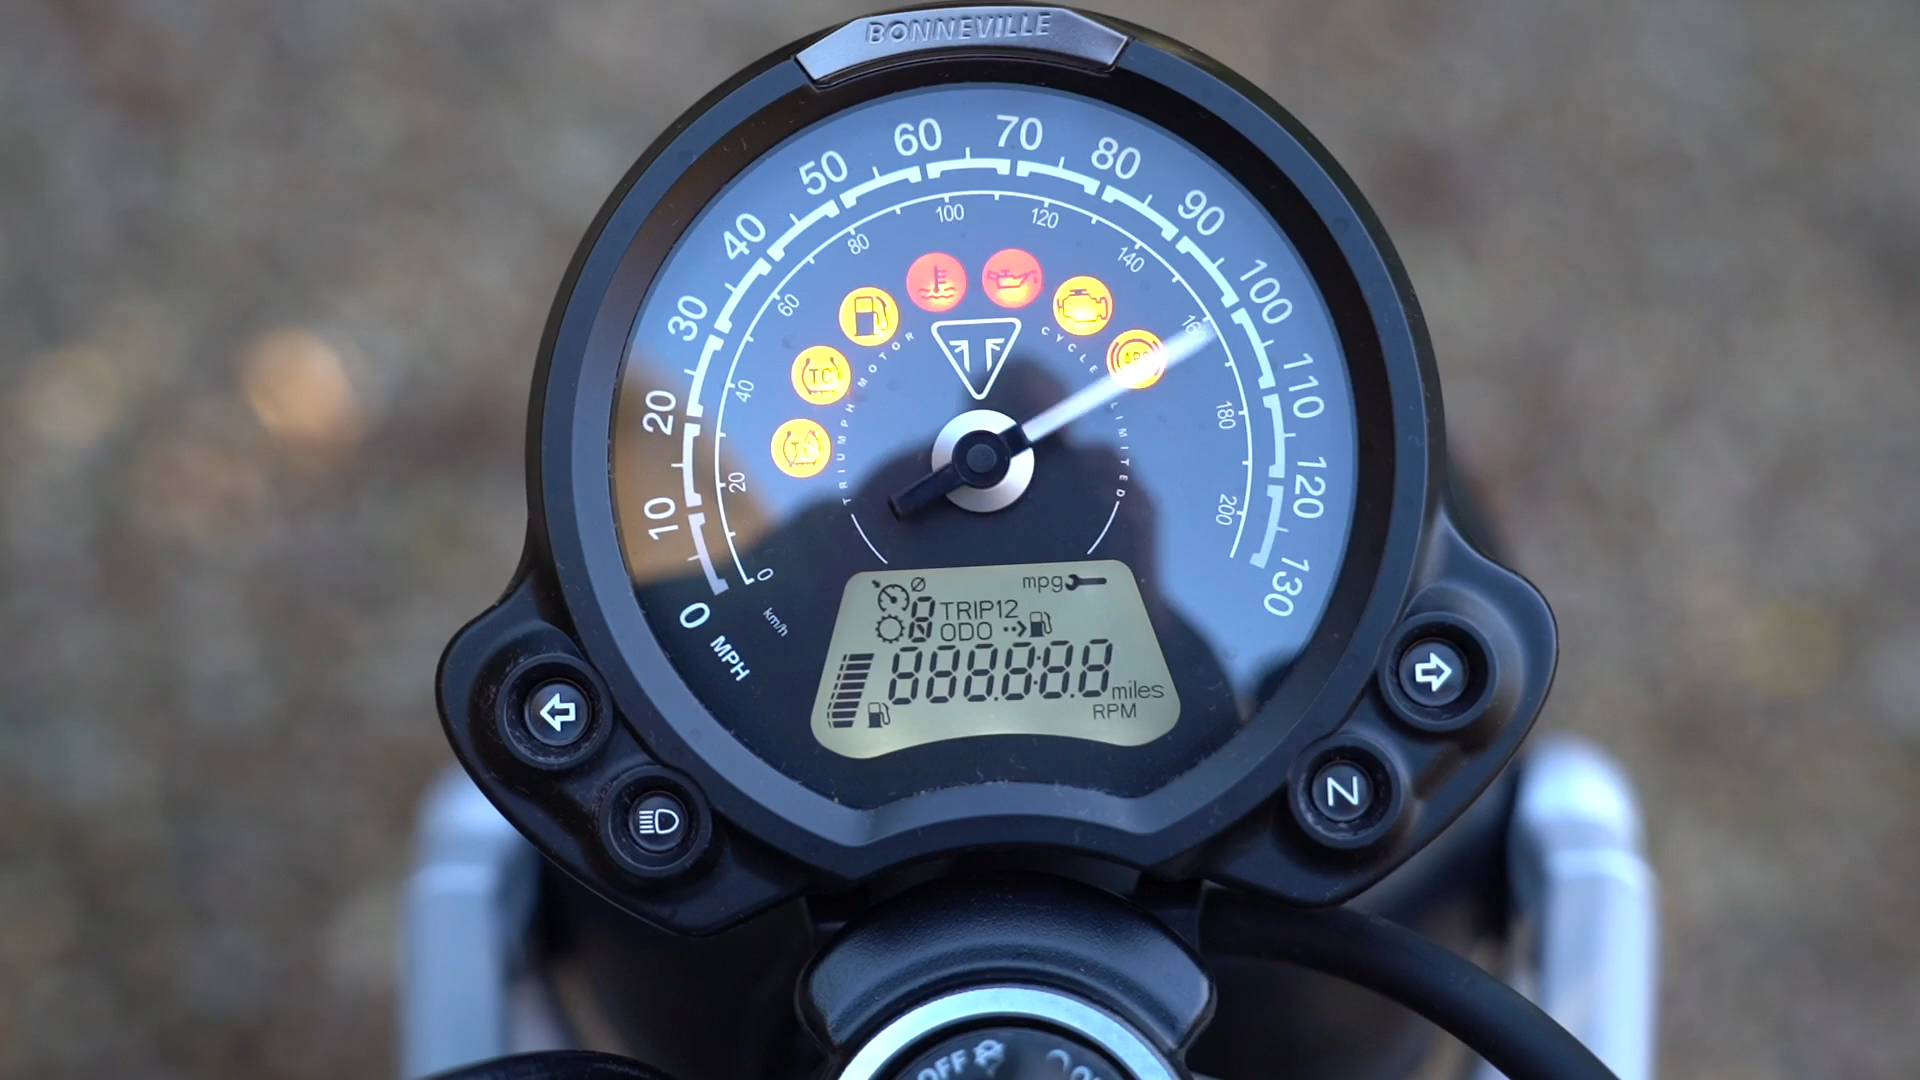 BONNEVILLE
0 10 20 30 40 50 60 70 80 90 100 110 120 130
MPH
0 20 40 60 80 100 120 140 160 180 200
km/h
TC
ABS
TRIUMPH MOTOR CYCLE LIMITED
mpg
8 TRIP12
ODO
888888
miles
RPM
N
OFF